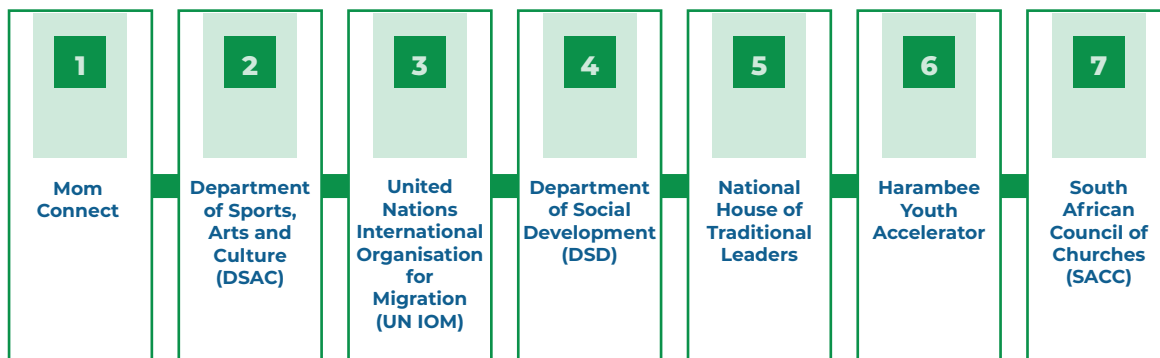 1
Mom
Connect
2
Department
of Sports,
Arts and
Culture
(DSAC)
3
United
Nations
International
Organisation
for
Migration
(UN IOM)
4
Department
of Social
Development
(DSD)
5
National
House of
Traditional
Leaders
6
Harambee
Youth
Accelerator
7
South
African
Council of
Churches
(SACC)